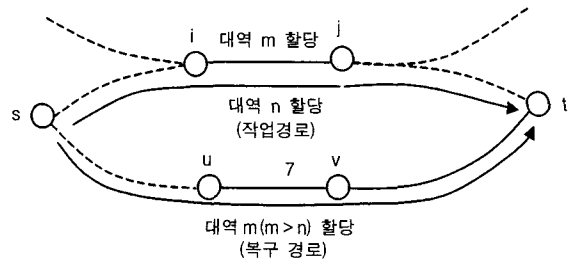 i
대역 m 할당
j
s
대역 n 할당
(작업경로)
t
u
7
v
대역 m(m > n) 할당
(복구 경로)